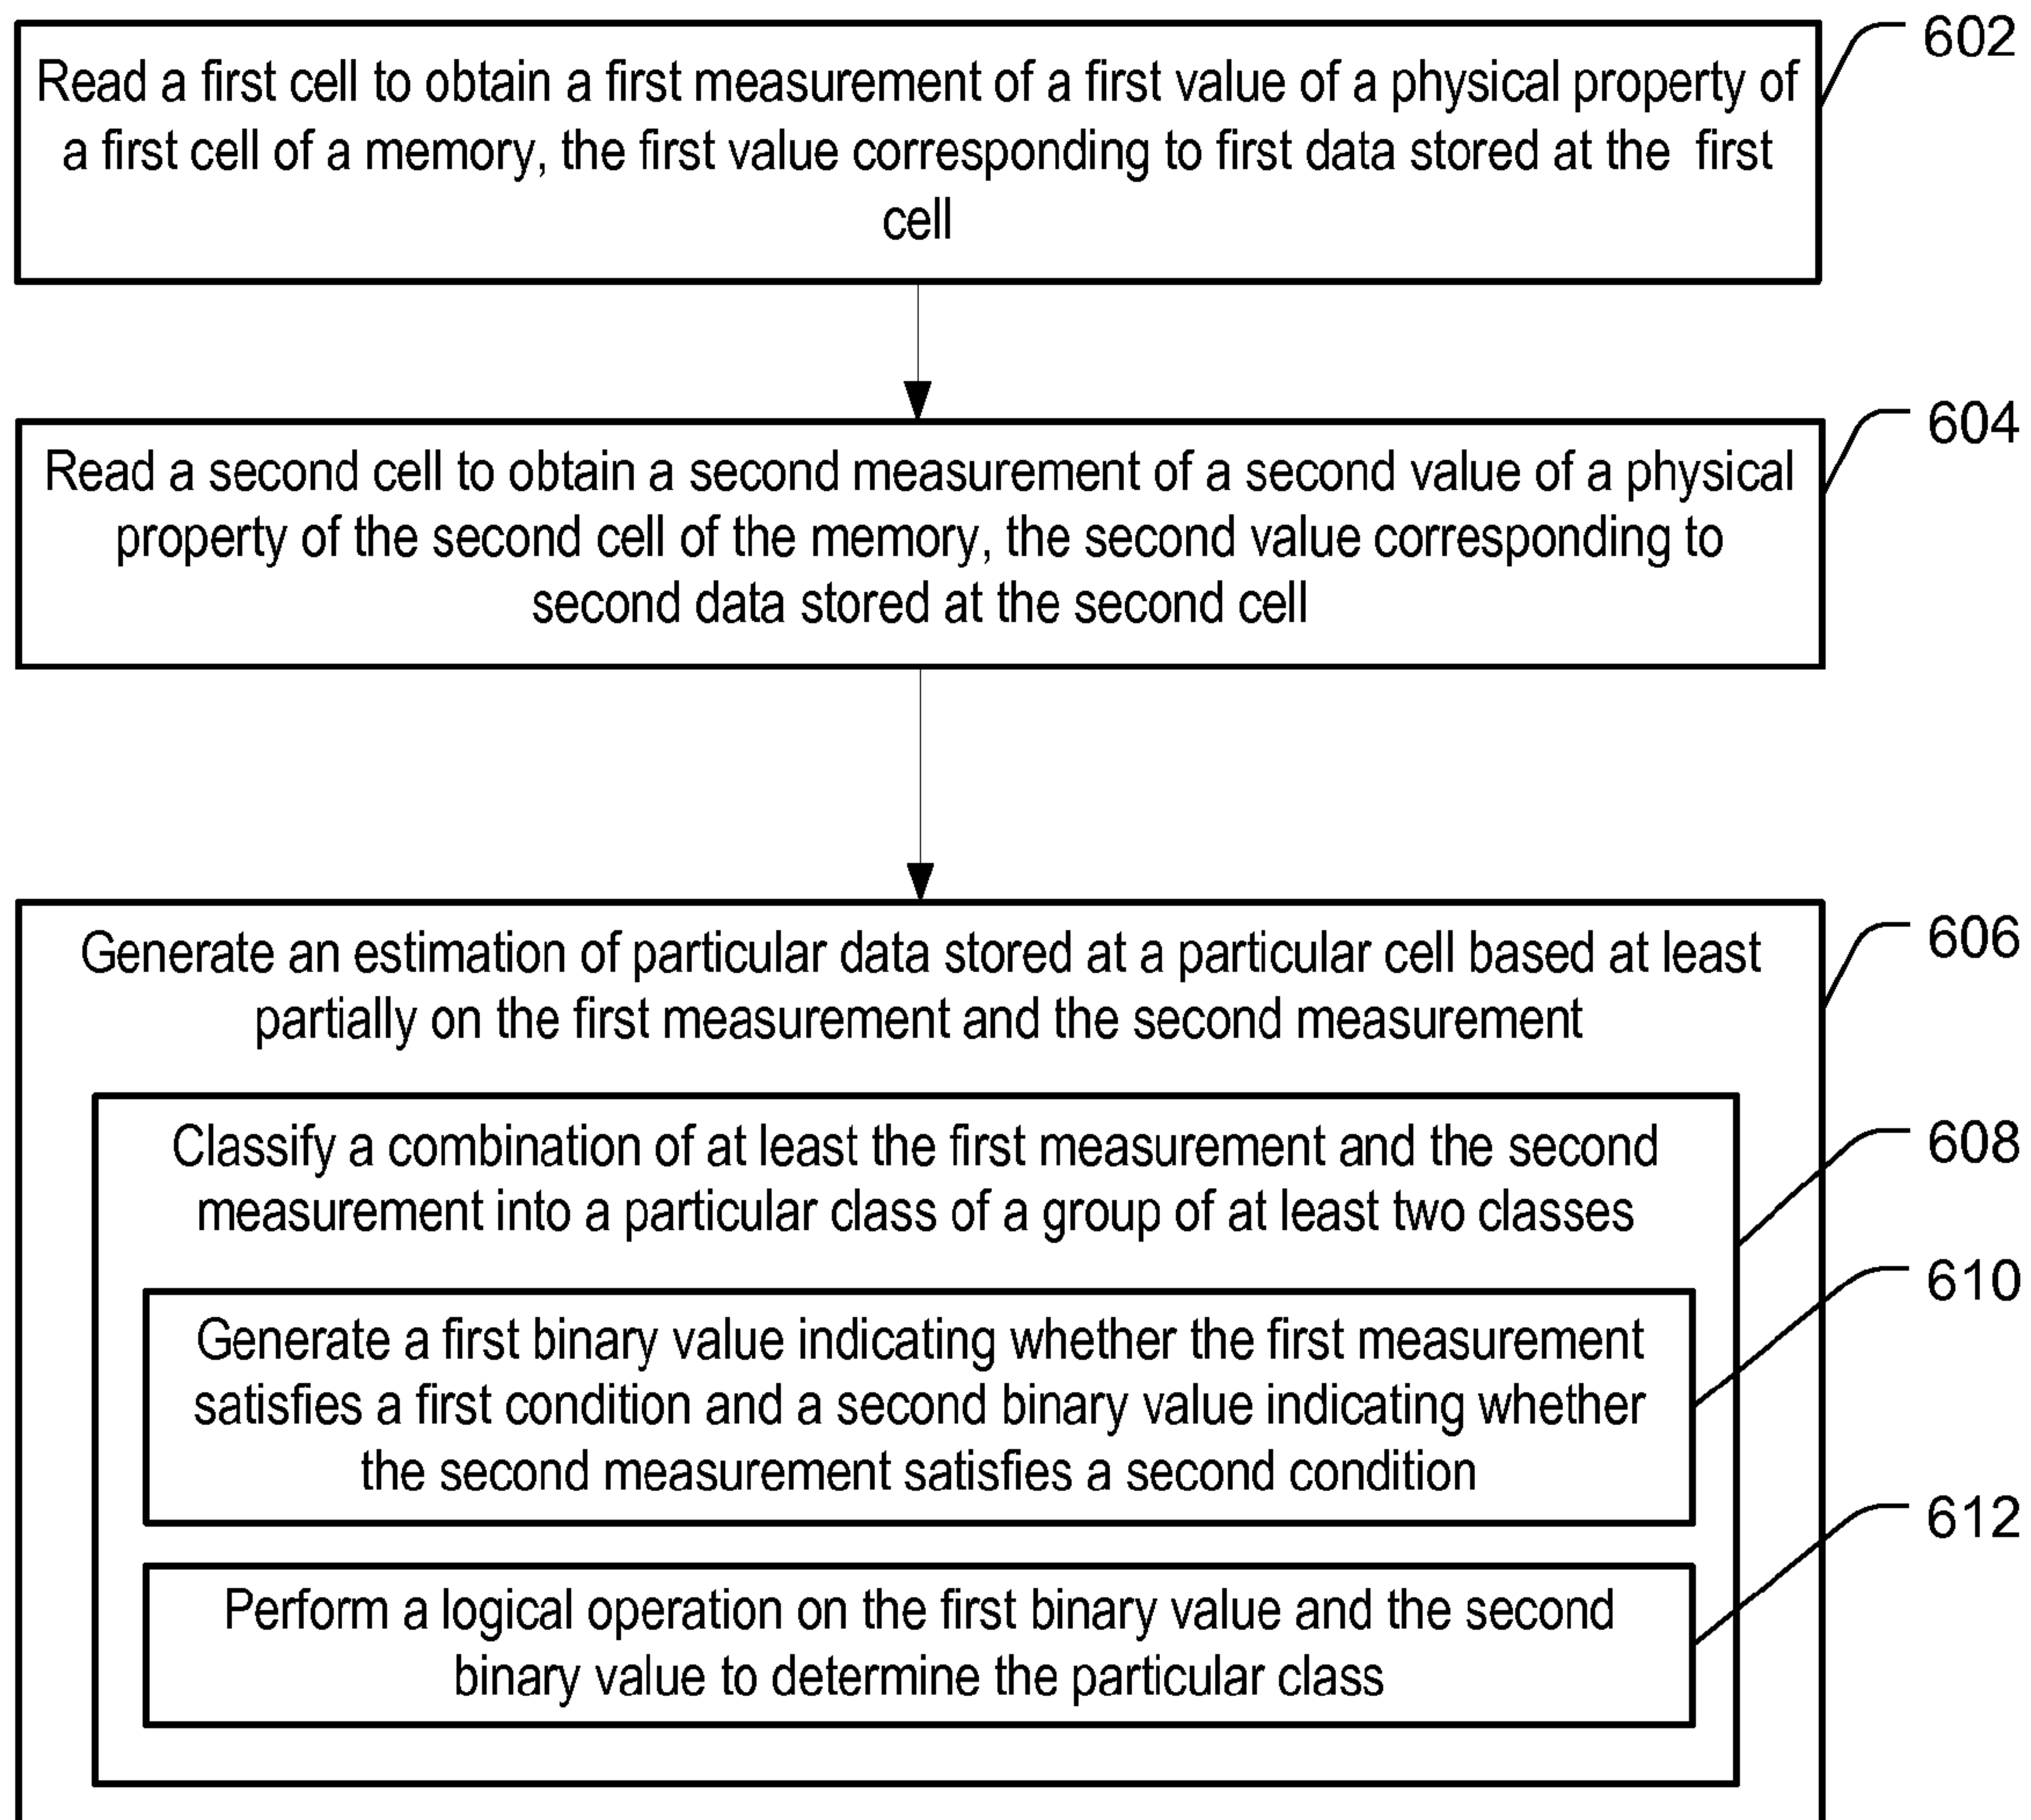 602
Read a first cell to obtain a first measurement of a first value of a physical property of
a first cell of a memory, the first value corresponding to first data stored at the first
cell
604
Read a second cell to obtain a second measurement of a second value of a physical
property of the second cell of the memory, the second value corresponding to
second data stored at the second cell
606
Generate an estimation of particular data stored at a particular cell based at least
partially on the first measurement and the second measurement
608
Classify a combination of at least the first measurement and the second
measurement into a particular class of a group of at least two classes
610
Generate a first binary value indicating whether the first measurement
satisfies a first condition and a second binary value indicating whether
the second measurement satisfies a second condition
612
Perform a logical operation on the first binary value and the second
binary value to determine the particular class